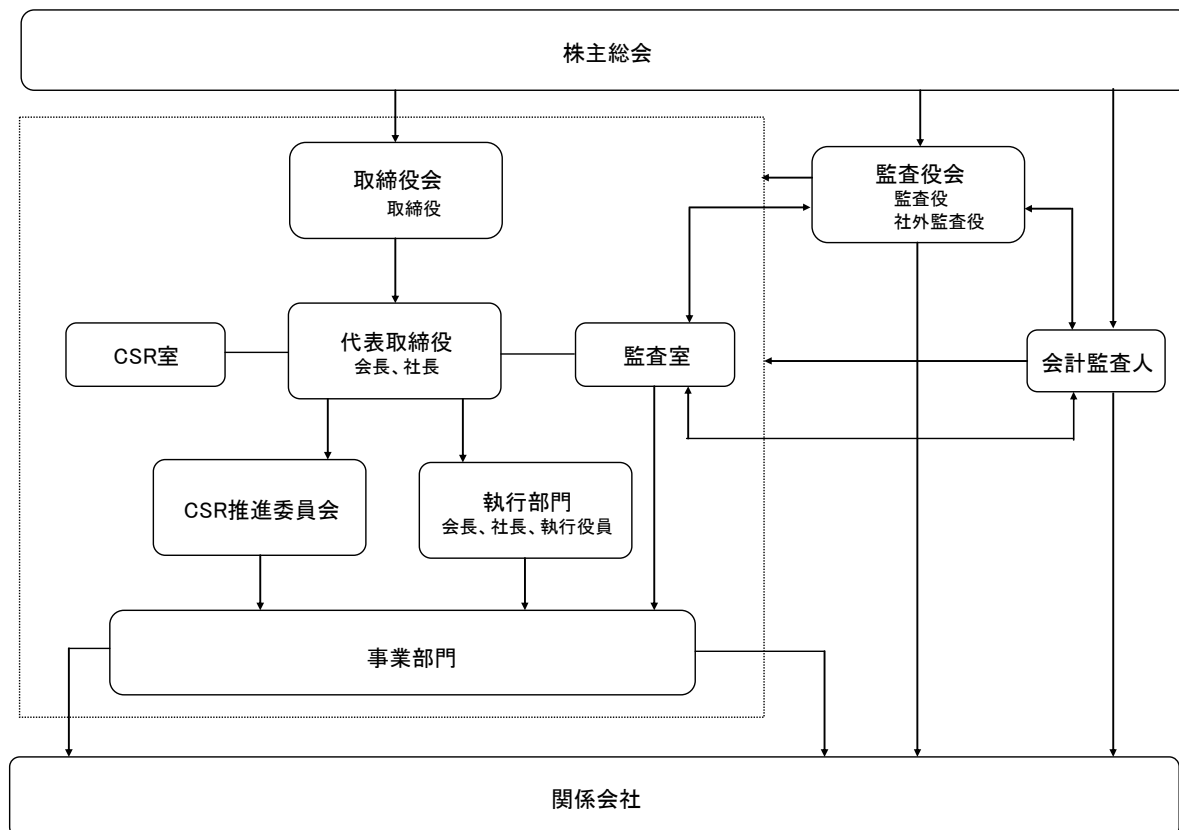 株主総会
取締役会
取締役
監査役会
監査役
社外監査役
CSR室
代表取締役
会長、社長
監査室
会計監査人
CSR推進委員会
執行部門
会長、社長、執行役員
事業部門
関係会社